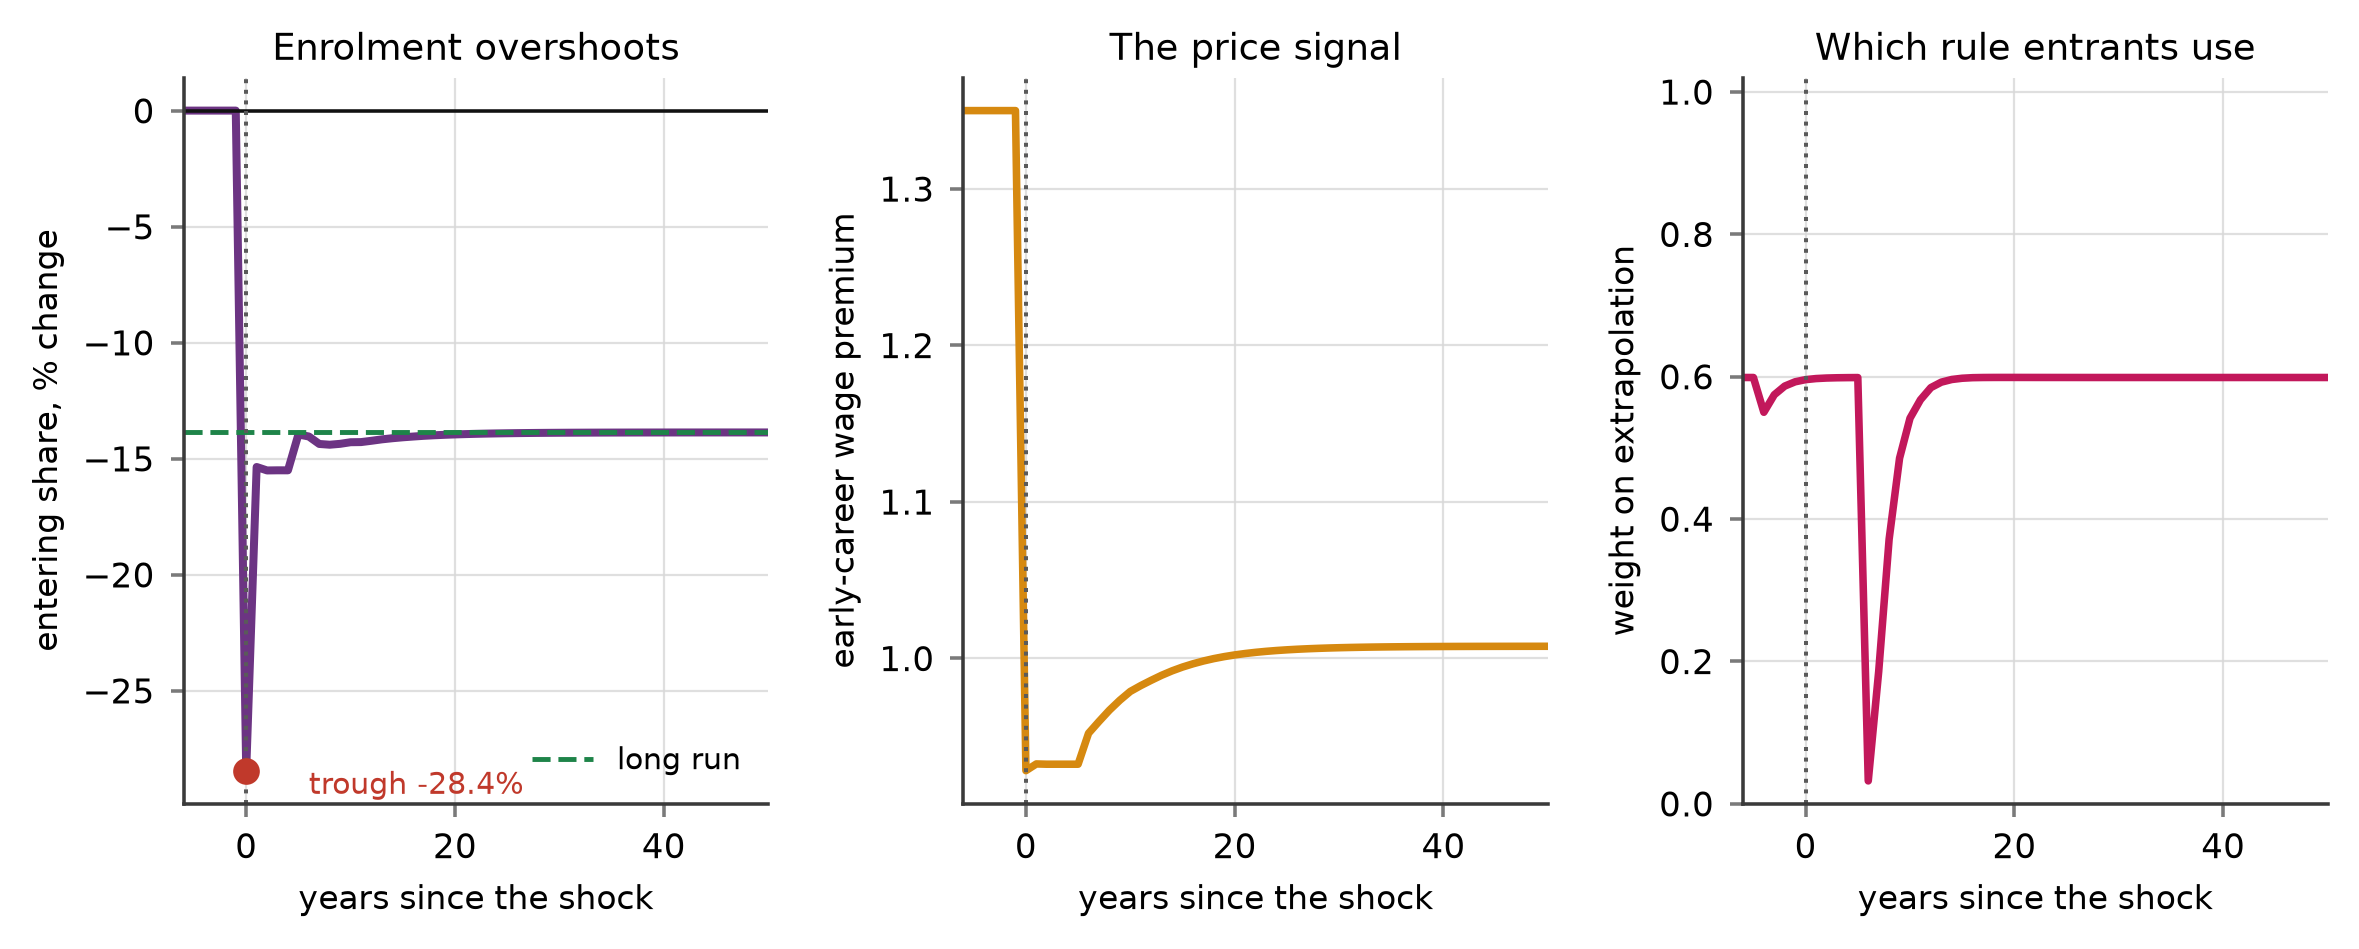 Enrolment overshoots
entering share, % change
0
−5
−10
−15
−20
−25
trough -28.4%
long run
0 20 40
years since the shock
The price signal
early-career wage premium
1.3
1.2
1.1
1.0
0 20 40
years since the shock
Which rule entrants use
weight on extrapolation
1.0
0.8
0.6
0.4
0.2
0.0
0 20 40
years since the shock